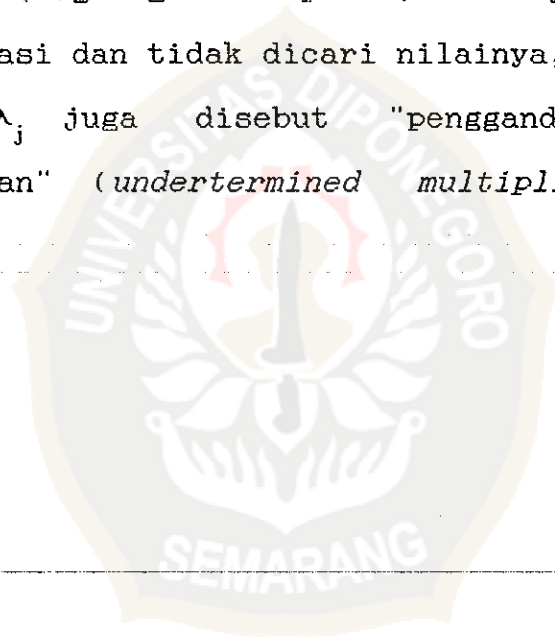 asi dan tidak dicari nilainya,
λj juga disebut "penggand
an" (undertermined multipl
UNIVERSITAS DIPONEGORO
SEMARANG